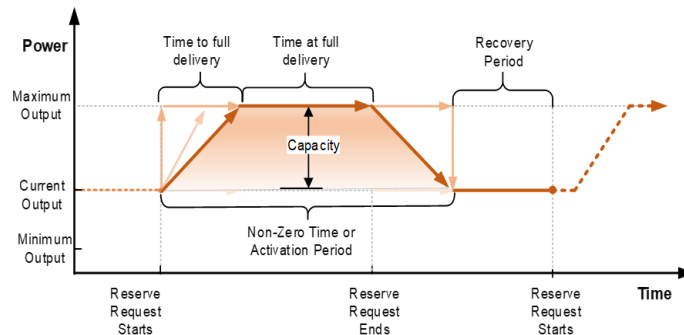 Power
Time to full
delivery
Time at full
delivery
Recovery
Period
Maximum
Output
Capacity
Current
Output
Non-Zero Time or
Activation Period
Minimum
Output
Reserve
Request
Starts
Reserve
Request
Ends
Reserve
Request
Starts
Time